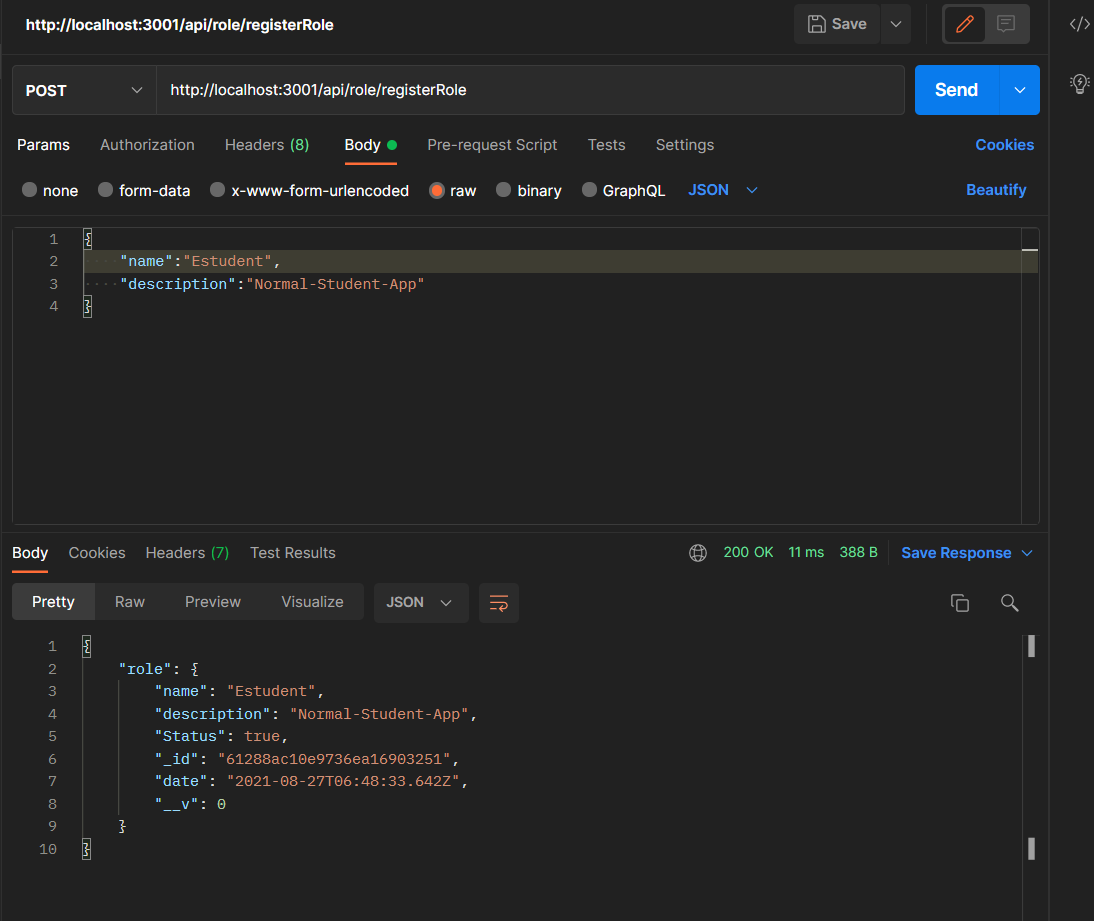 http://localhost:3001/api/role/registerRole Save
POST http://localhost:3001/api/role/registerRole Send
Params Authorization Headers (8) Body Pre-request Script Tests Settings Cookies
none form-data x-www-form-urlencoded raw binary GraphQL JSON Beautify
1 {
2 "name":"Estudent",
3 "description":"Normal-Student-App"
4 }
Body Cookies Headers (7) Test Results 200 OK 11 ms 388 B Save Response
Pretty Raw Preview Visualize JSON
1 {
2 "role": {
3 "name": "Estudent",
4 "description": "Normal-Student-App",
5 "Status": true,
6 "_id": "61288ac10e9736ea16903251",
7 "date": "2021-08-27T06:48:33.642Z",
8 "__v": 0
9 }
10 }